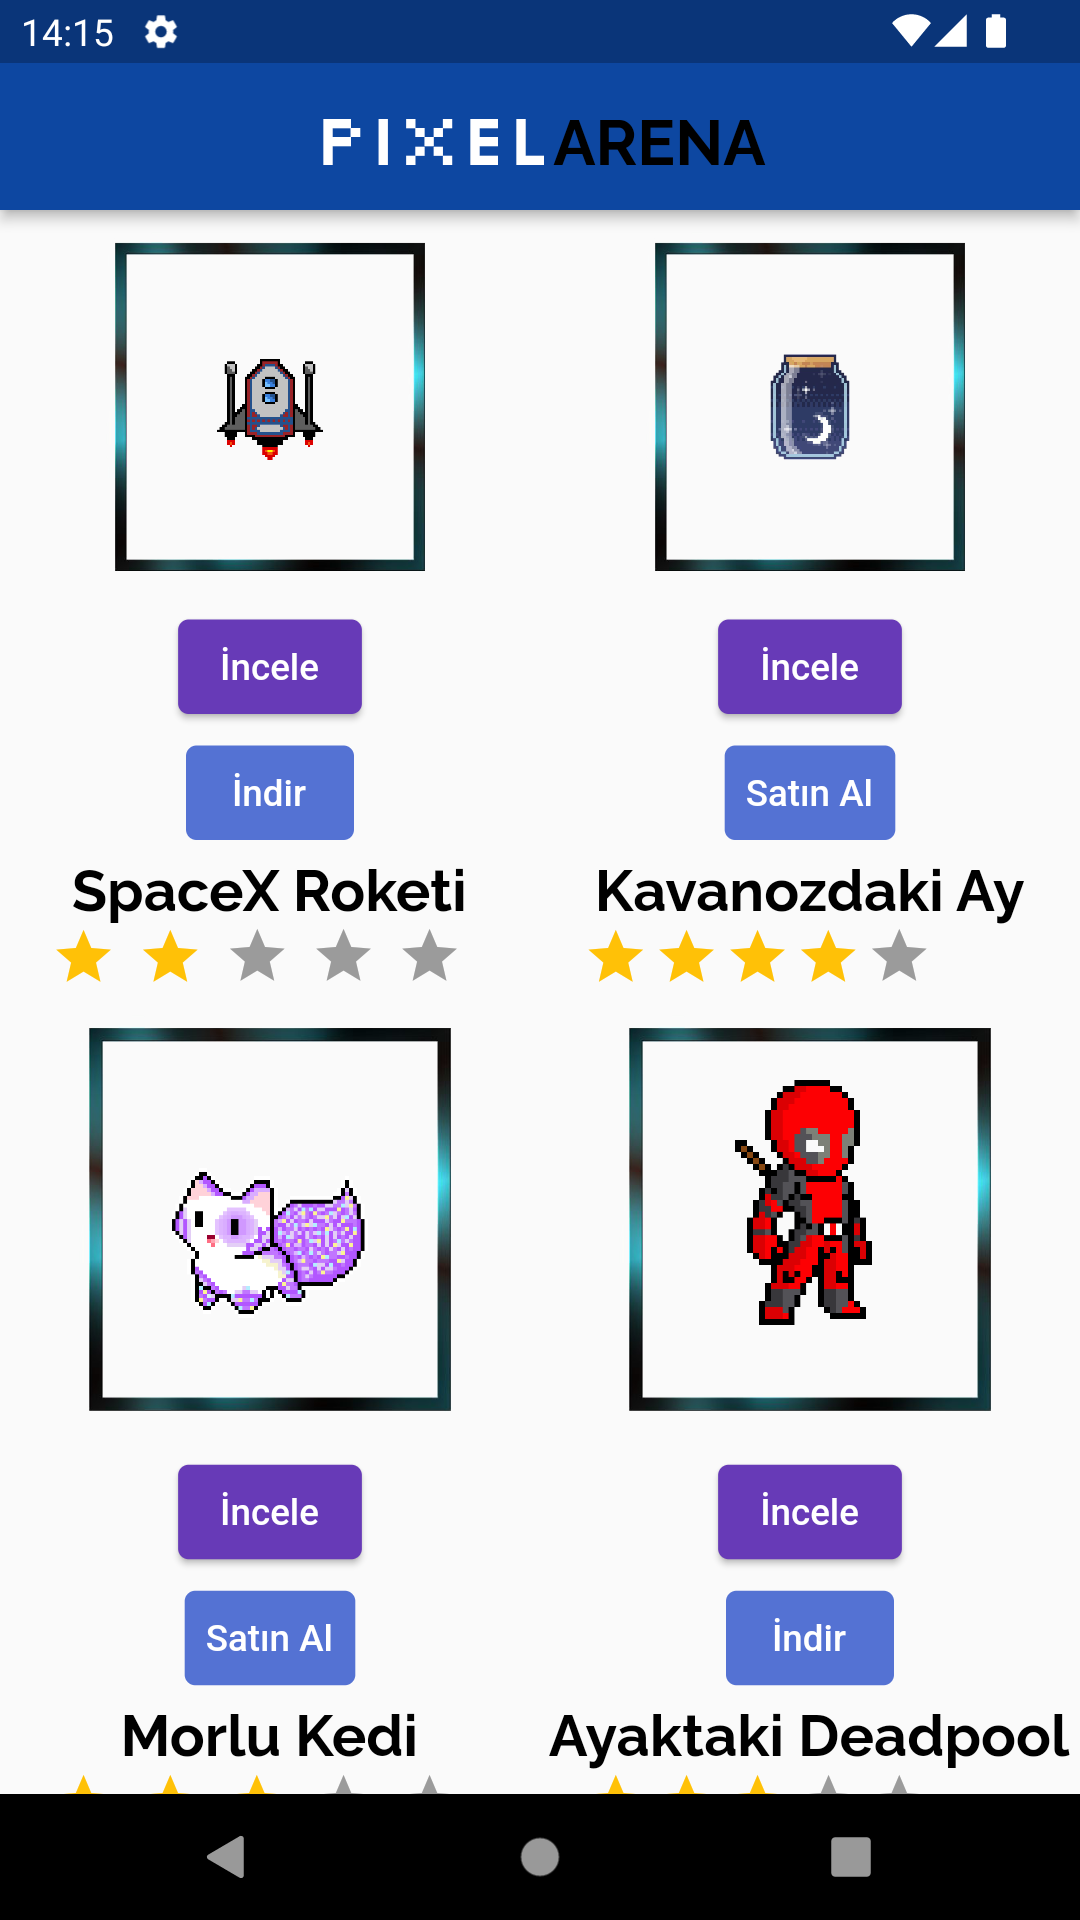 14:15
PIXELARENA
İncele
İncele
İndir
Satın Al
SpaceX Roketi
Kavanozdaki Ay
İncele
İncele
Satın Al
İndir
Morlu Kedi
Ayaktaki Deadpool